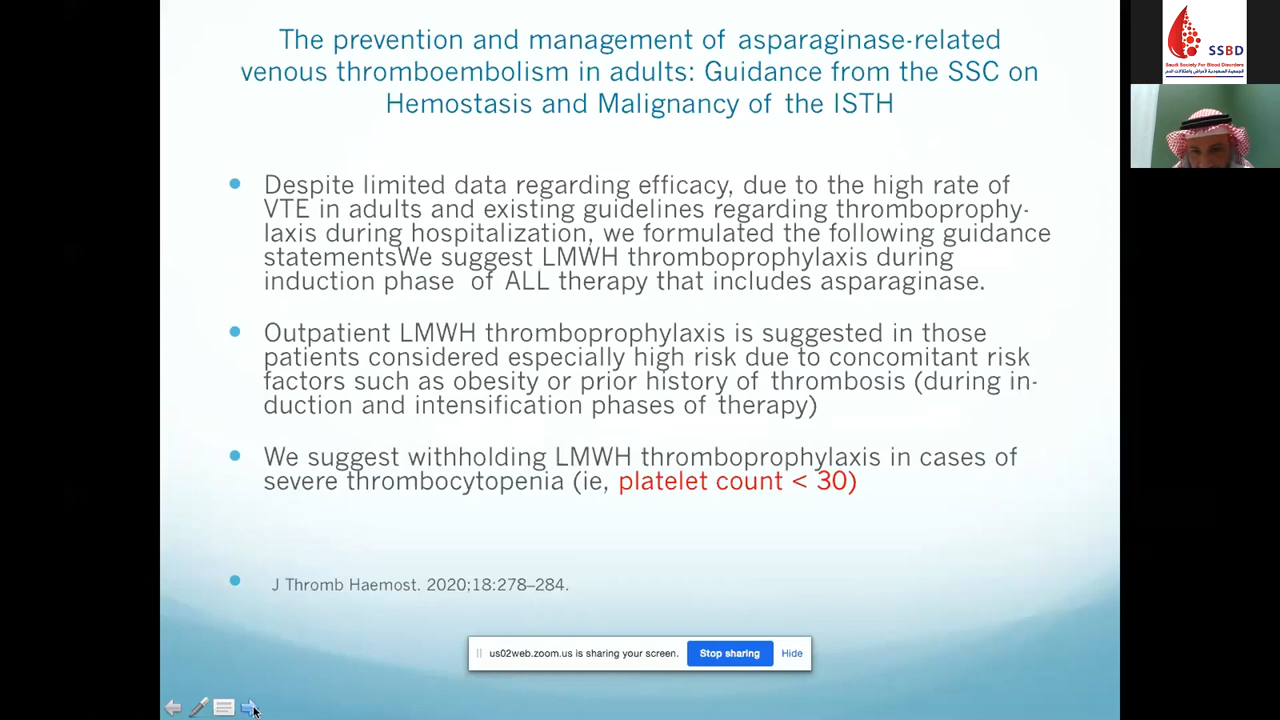 The prevention and management of asparaginase-related
venous thromboembolism in adults: Guidance from the SSC on
Hemostasis and Malignancy of the ISTH
• Despite limited data regarding efficacy, due to the high rate of
VTE in adults and existing guidelines regarding thromboprophy-
laxis during hospitalization, we formulated the following guidance
statementsWe suggest LMWH thromboprophylaxis during
induction phase of ALL therapy that includes asparaginase.
• Outpatient LMWH thromboprophylaxis is suggested in those
patients considered especially high risk due to concomitant risk
factors such as obesity or prior history of thrombosis (during in-
duction and intensification phases of therapy)
• We suggest withholding LMWH thromboprophylaxis in cases of
severe thrombocytopenia (ie, platelet count < 30)
• J Thromb Haemost. 2020;18:278–284.
us02web.zoom.us is sharing your screen. Stop sharing Hide
SSBD
Saudi Society For Blood Disorders